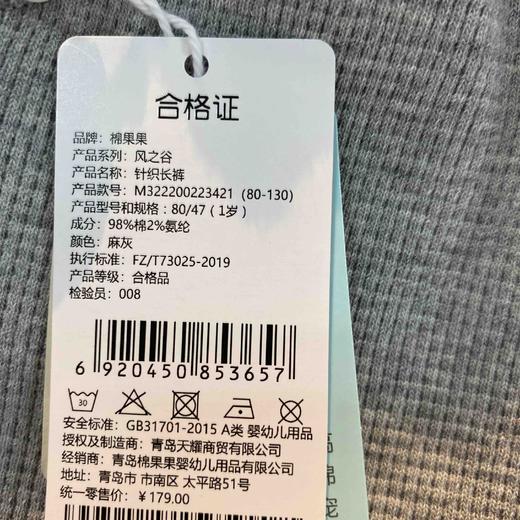 合格证
品牌：棉果果
产品系列：风之谷
产品名称：针织长裤
产品款号：M322200223421（80-130）
产品型号和规格：80/47（1岁）
成分：98%棉2%氨纶
颜色：麻灰
执行标准：FZ/T73025-2019
产品等级：合格品
检验员：008
6 920450 853657
30
安全标准：GB31701-2015 A类 婴幼儿用品
授权及制造商：青岛天耀商贸有限公司
经销商：青岛棉果果婴幼儿用品有限公司
地址：青岛市 市南区 太平路51号
统一零售价：￥179.00
高
棉